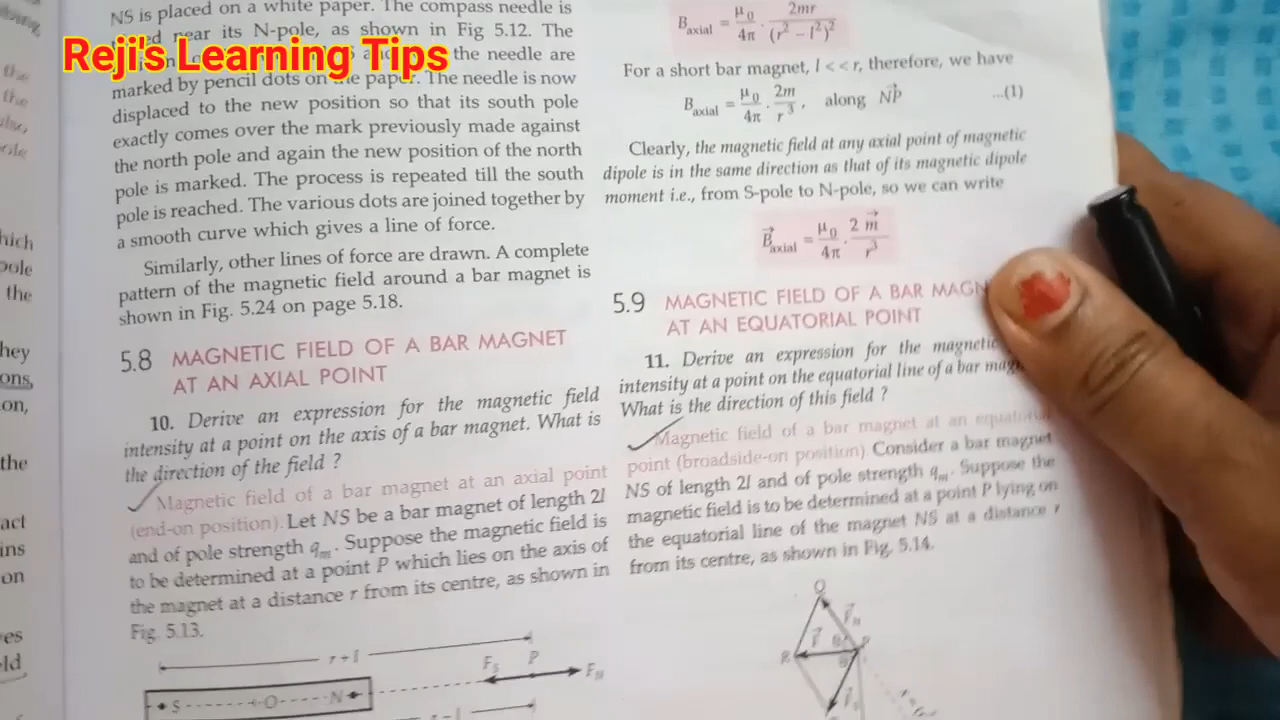 Reji's Learning Tips
NS is placed on a white paper. The compass needle is
near its N-pole, as shown in Fig 5.12. The
the needle are
marked by pencil dots on the paper. The needle is now
displaced to the new position so that its south pole
exactly comes over the mark previously made against
the north pole and again the new position of the north
pole is marked. The process is repeated till the south
pole is reached. The various dots are joined together by
a smooth curve which gives a line of force.
Similarly, other lines of force are drawn. A complete
pattern of the magnetic field around a bar magnet is
shown in Fig. 5.24 on page 5.18.
5.8 MAGNETIC FIELD OF A BAR MAGNET
AT AN AXIAL POINT
10. Derive an expression for the magnetic field
intensity at a point on the axis of a bar magnet. What is
the direction of the field ?
Magnetic field of a bar magnet at an axial point
(end-on position). Let NS be a bar magnet of length 2l
and of pole strength qₘ. Suppose the magnetic field is
to be determined at a point P which lies on the axis of
the magnet at a distance r from its centre, as shown in
Fig. 5.13.
r + l
S O N F_S P F_N
r – l
B_axial = μ₀/4π · 2mr/(r² – l²)²
For a short bar magnet, l << r, therefore, we have
B_axial = μ₀/4π · 2m/r³, along NP⃗ ...(1)
Clearly, the magnetic field at any axial point of magnetic
dipole is in the same direction as that of its magnetic dipole
moment i.e., from S-pole to N-pole, so we can write
B⃗_axial = μ₀/4π · 2 m⃗/r³
5.9 MAGNETIC FIELD OF A BAR MAGN
AT AN EQUATORIAL POINT
11. Derive an expression for the magnetic
intensity at a point on the equatorial line of a bar mag
What is the direction of this field ?
Magnetic field of a bar magnet at an equatorial
point (broadside-on position). Consider a bar magnet
NS of length 2l and of pole strength qₘ. Suppose the
magnetic field is to be determined at a point P lying on
the equatorial line of the magnet NS at a distance r
from its centre, as shown in Fig. 5.14.
Q
R P